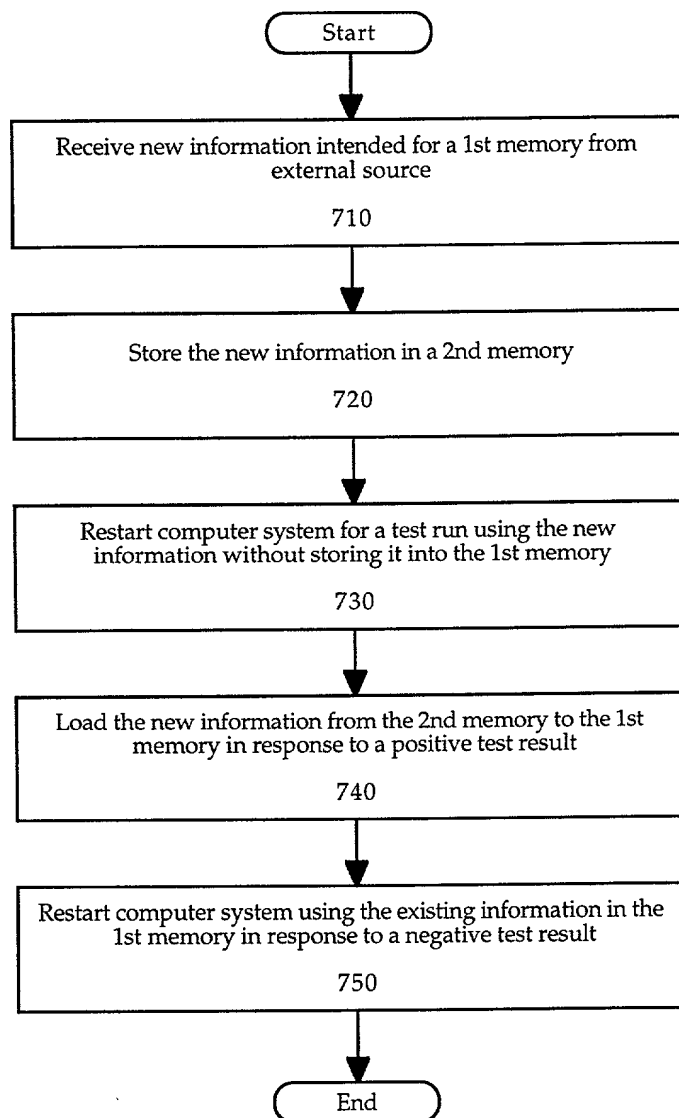 Start
Receive new information intended for a 1st memory from
external source
710
Store the new information in a 2nd memory
720
Restart computer system for a test run using the new
information without storing it into the 1st memory
730
Load the new information from the 2nd memory to the 1st
memory in response to a positive test result
740
Restart computer system using the existing information in the
1st memory in response to a negative test result
750
End